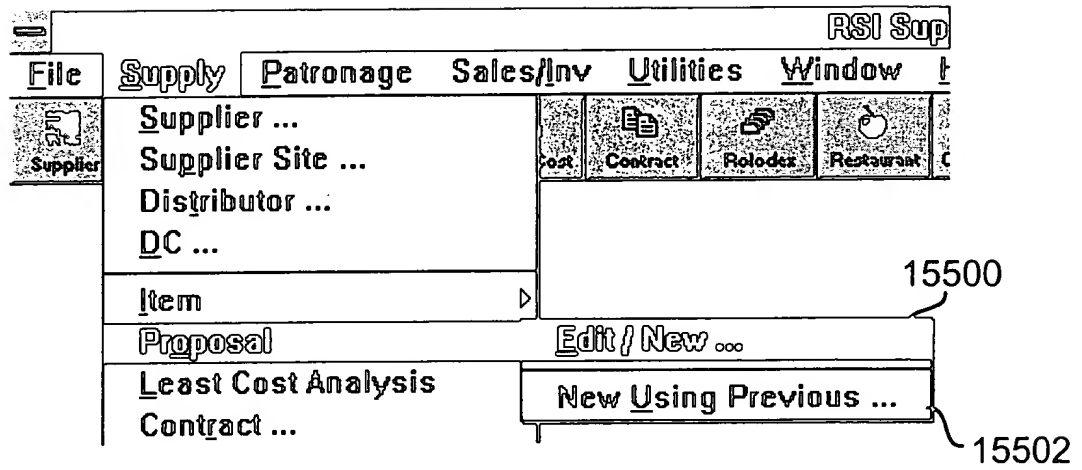 RSI Sup
File Supply Patronage Sales/Inv Utilities Window H
Supplier Cost Contract Rolodex Restaurant
Supplier ...
Supplier Site ...
Distributor ...
DC ...
Item
Proposal
Least Cost Analysis
Contract ...
Edit / New ...
New Using Previous ...
15500
15502